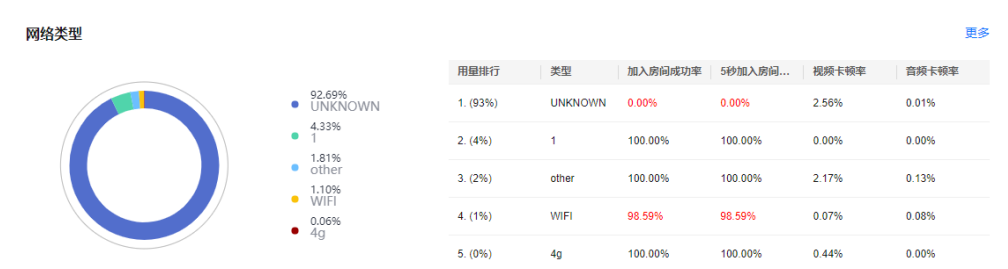 网络类型
更多
92.69%
UNKNOWN
4.33%
1
1.81%
other
1.10%
WIFI
0.06%
4g
用量排行 类型 加入房间成功率 5秒加入房间... 视频卡顿率 音频卡顿率
1. (93%) UNKNOWN 0.00% 0.00% 2.56% 0.01%
2. (4%) 1 100.00% 100.00% 0.00% 0.00%
3. (2%) other 100.00% 100.00% 2.17% 0.13%
4. (1%) WIFI 98.59% 98.59% 0.07% 0.08%
5. (0%) 4g 100.00% 100.00% 0.44% 0.00%